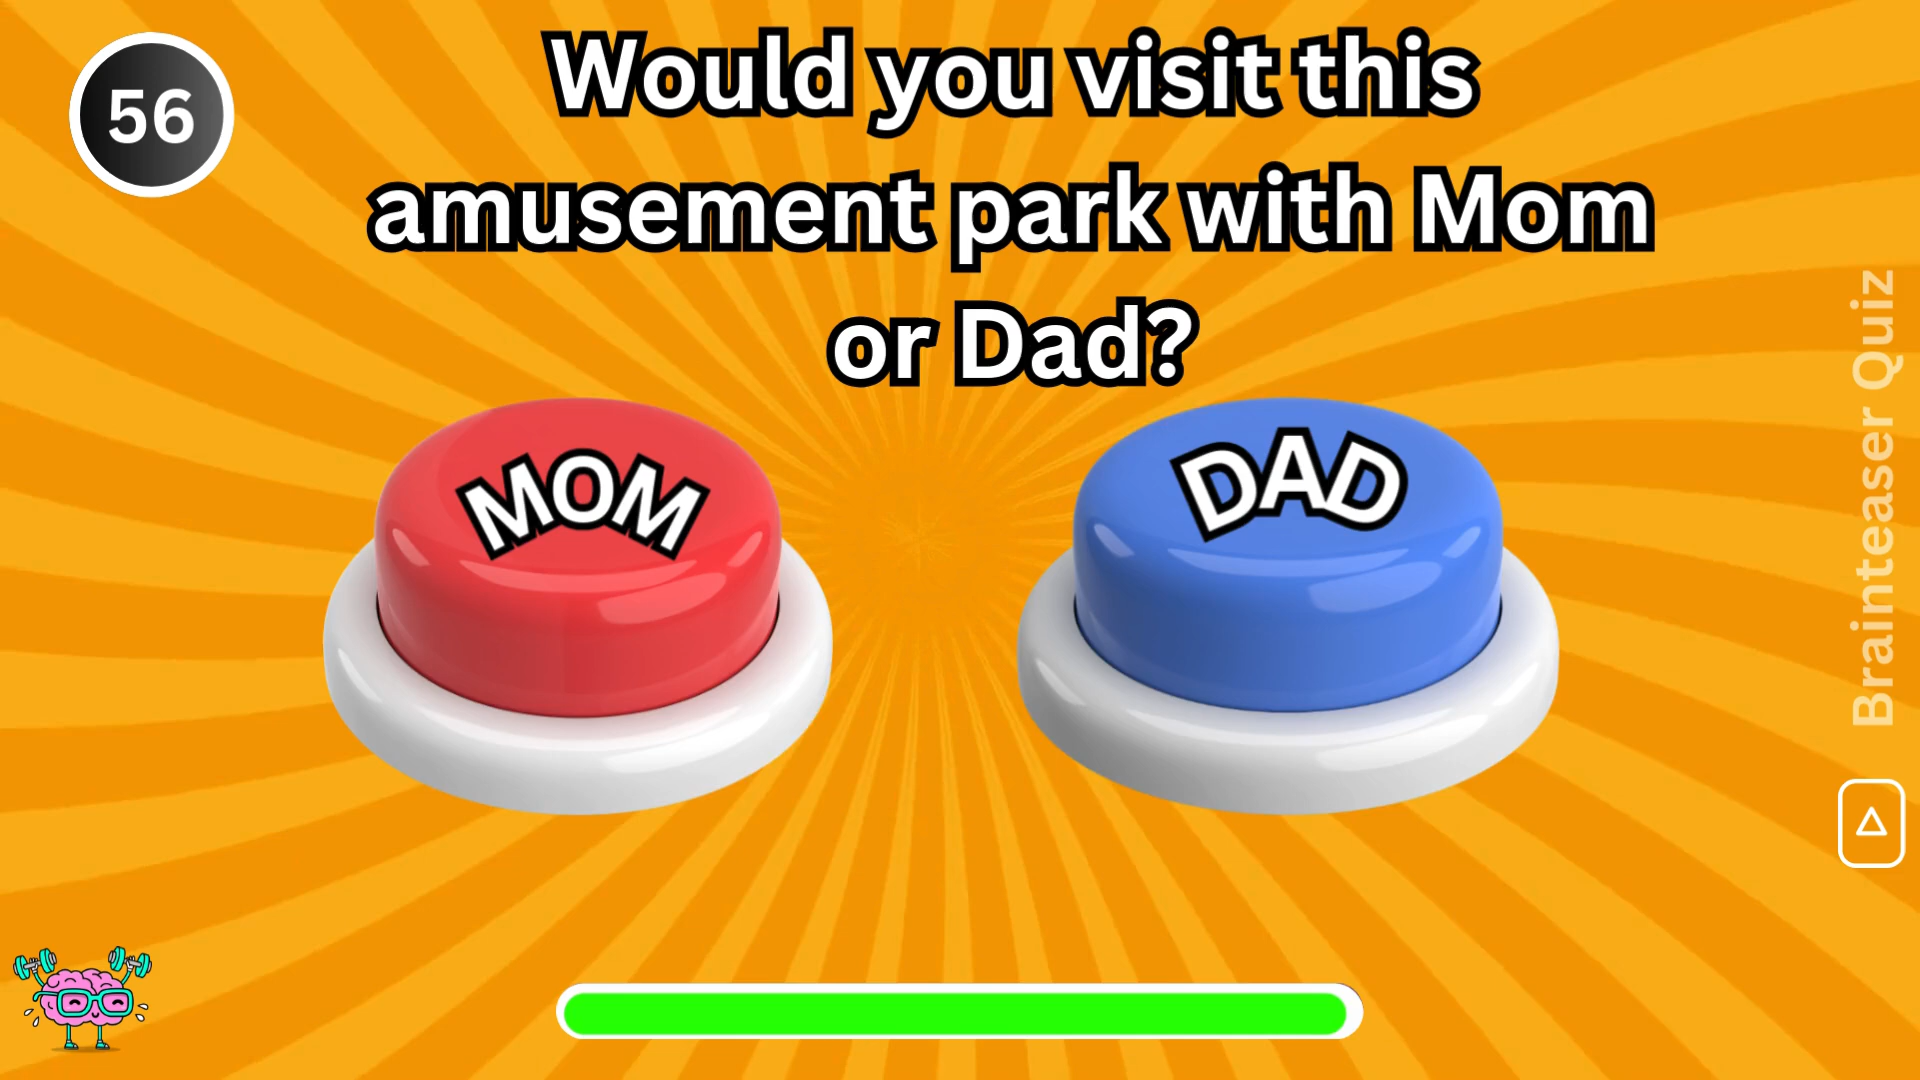 56
Would you visit this
amusement park with Mom
or Dad?
MOM
DAD
Brainteaser Quiz